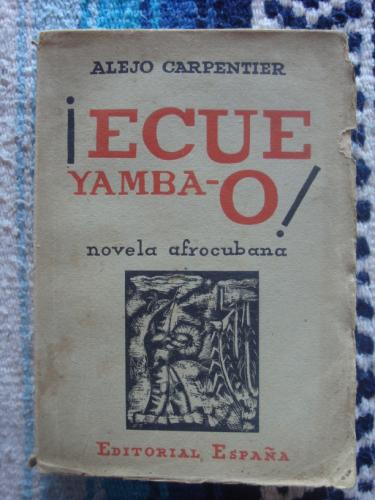 ALEJO CARPENTIER
¡ECUE
YAMBA-O!
novela afrocubana
EDITORIAL ESPAÑA